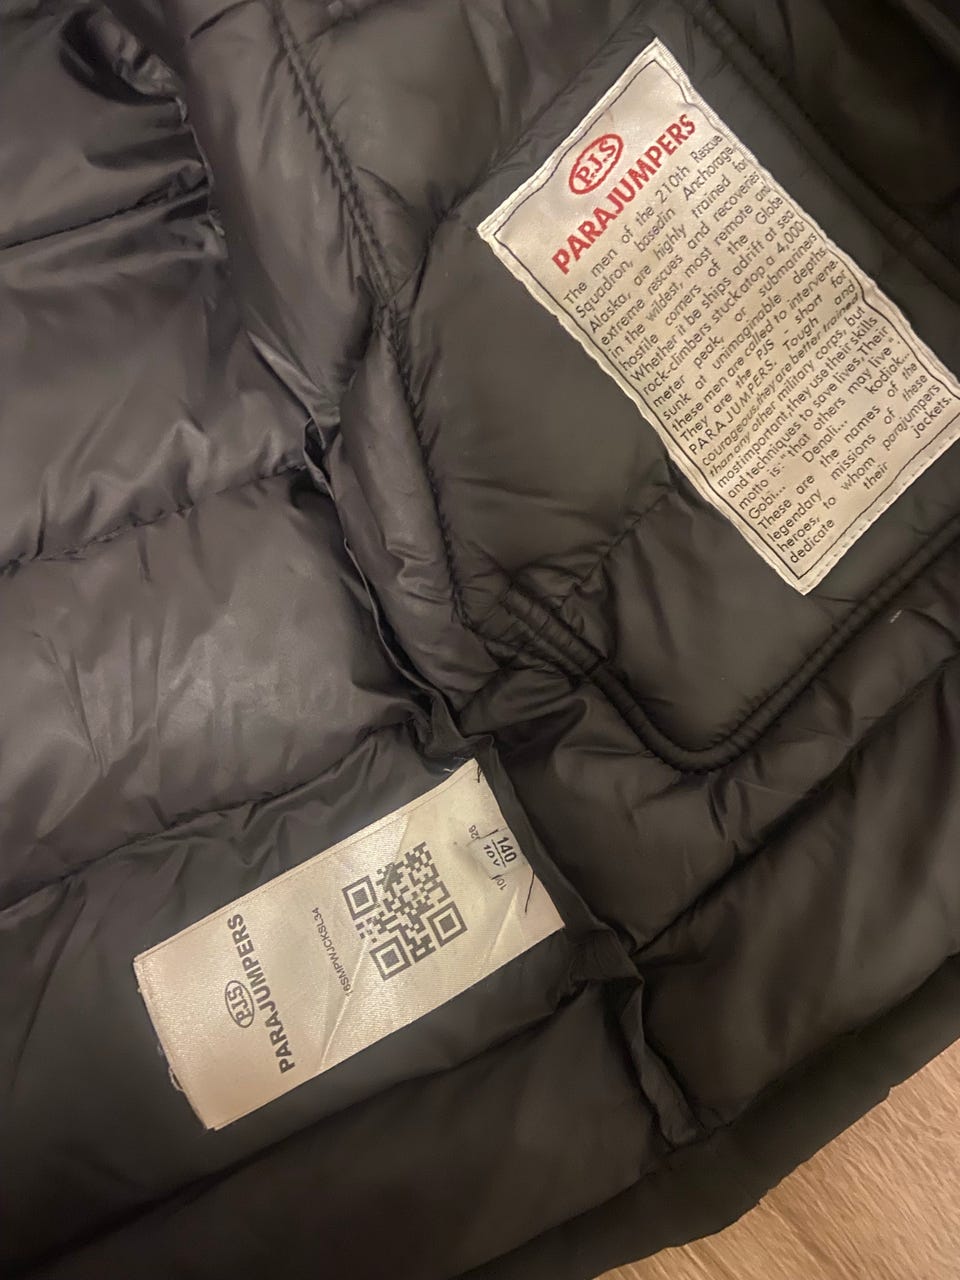 P.J.S
PARAJUMPERS
The men of the 210th Rescue
Squadron, basedin Anchorage
Alaska, are highly trained to
extreme rescues and recoveries
in the wildest, most remote and
hostile corners of the Globe
Whether it be ships adrift at sea
rock-climbers stuck atop a 4,000
meter peak, or submarines
sunk at unimaginable depths,
these men are called to intervene.
They are the PJS - short for
PARAJUMPERS. Tough and
courageous, they are better trained
than any other military corps, but
most important, they use their skills
and techniques to save lives, Their
motto is: "that others may live"
Gobi... Denali... Kodiak...
These are the names of the
legendary missions of these
heroes, to whom parajumpers
dedicate their jackets.
P.J.S
PARAJUMPERS
16SMPWJCKSL34
140